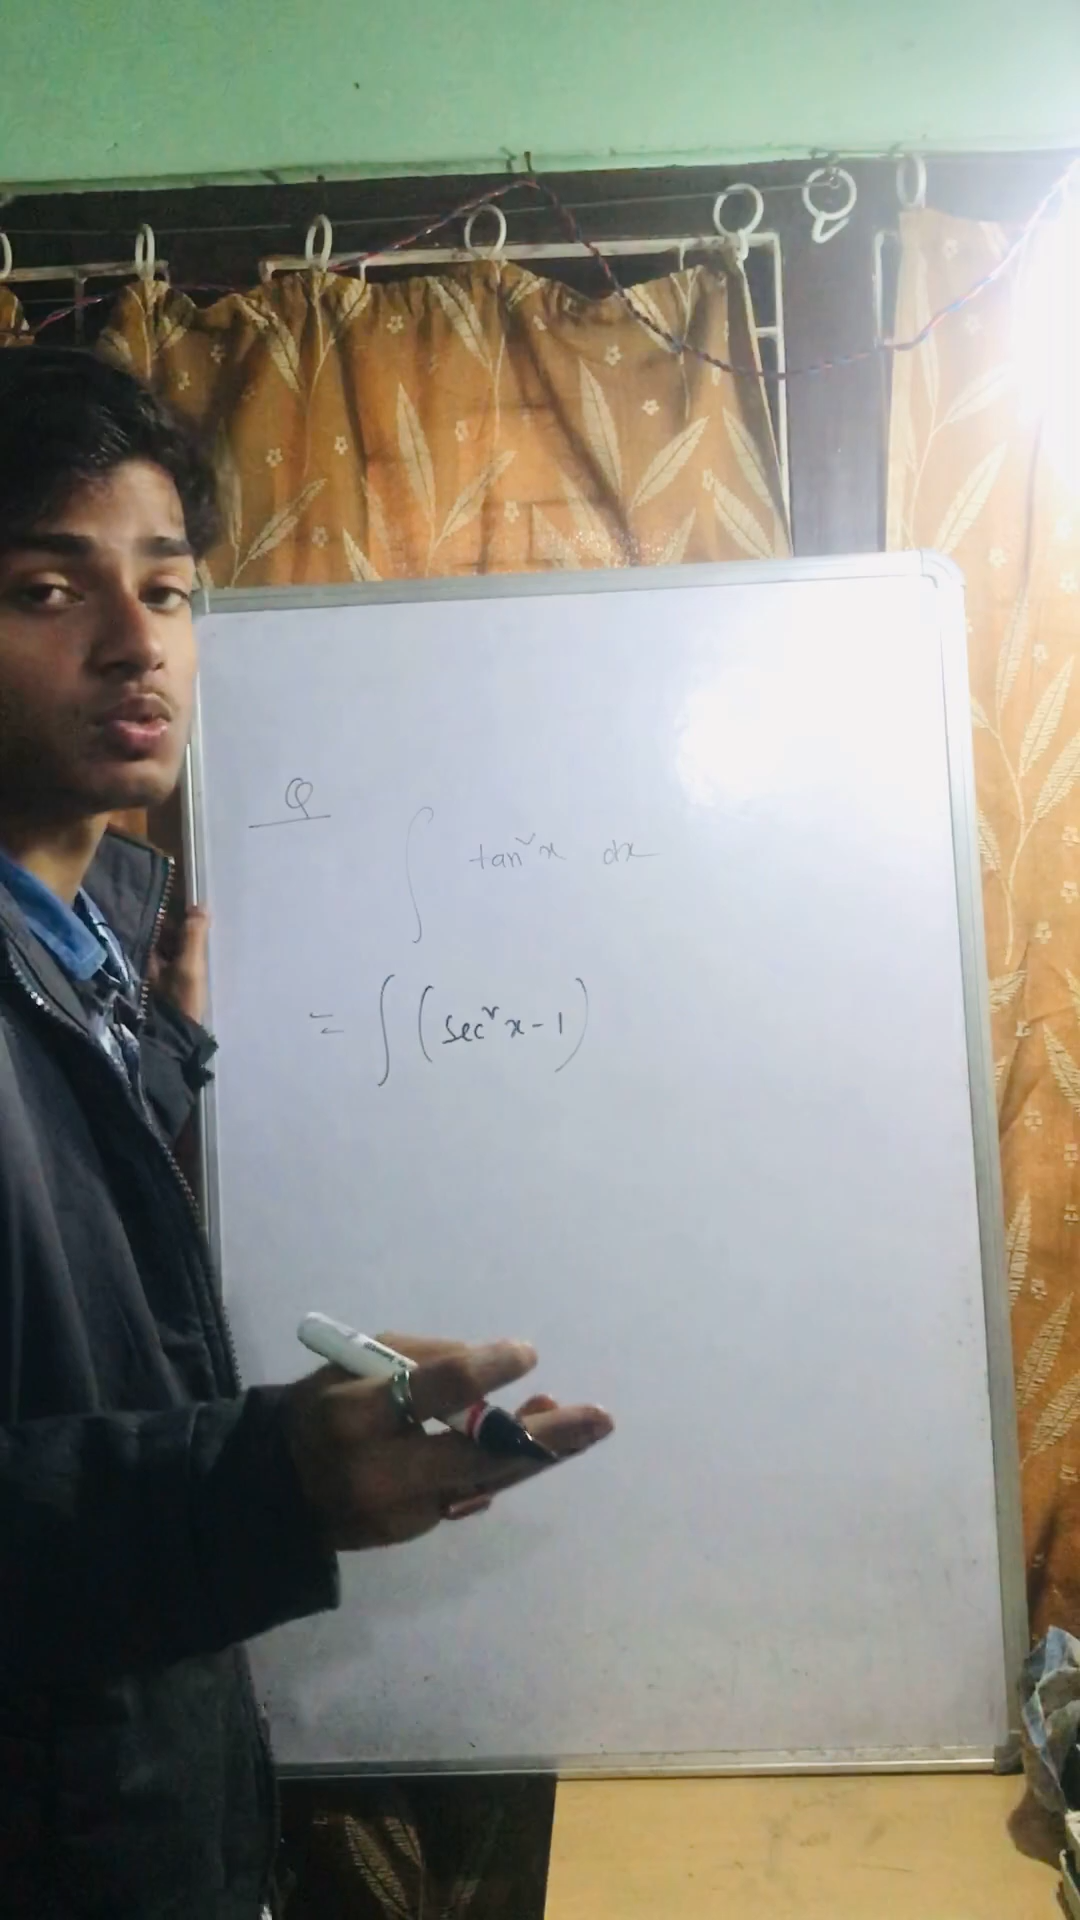 Q
∫ tan²x dx
= ∫ (sec²x - 1)